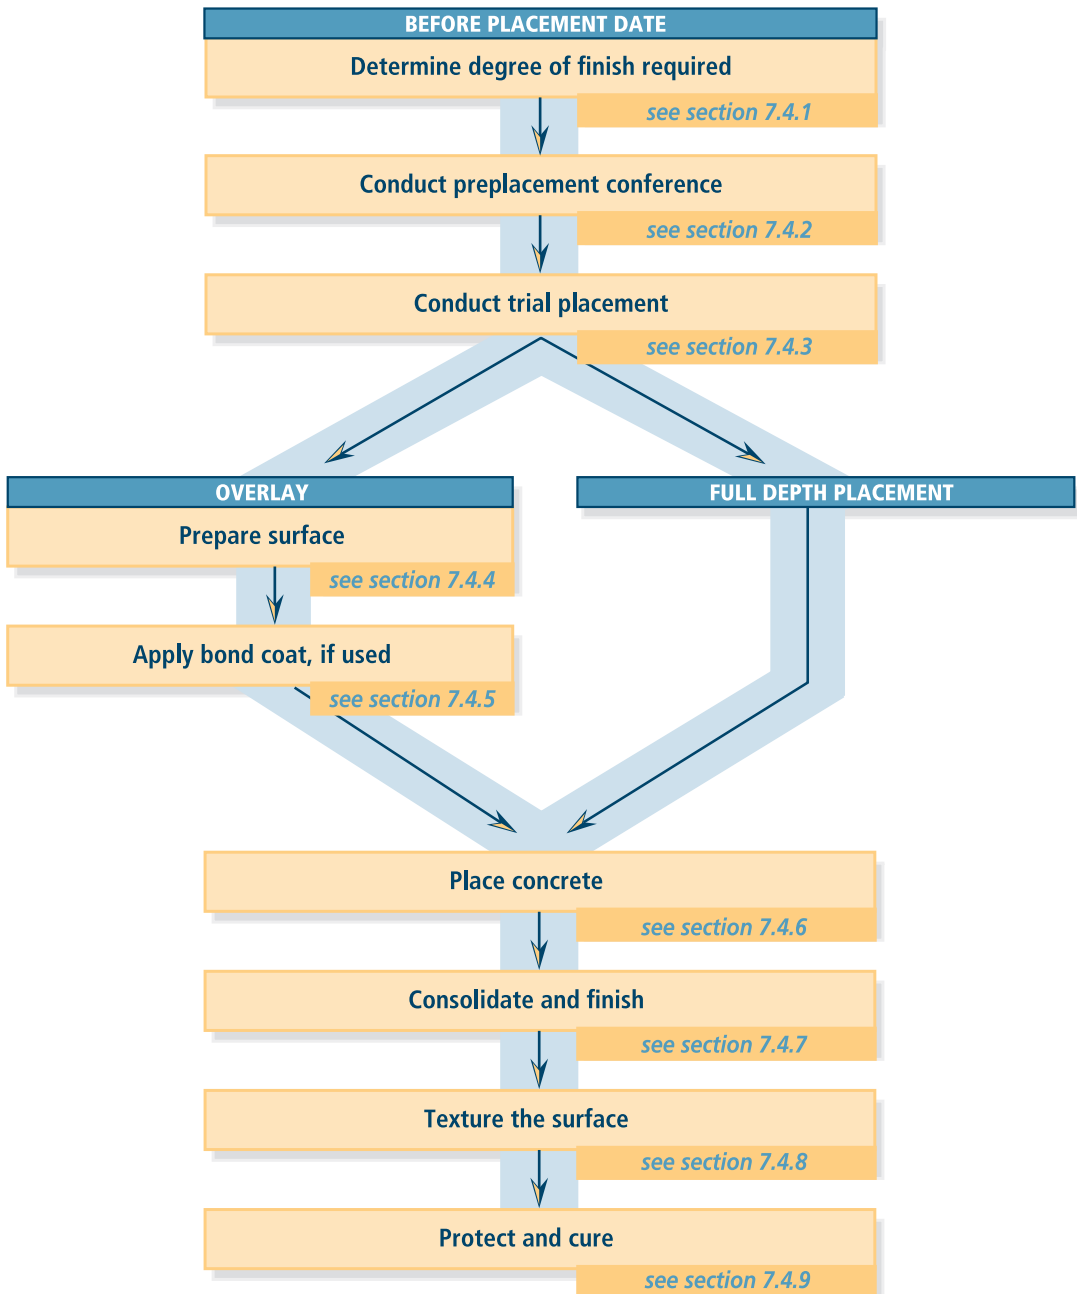 BEFORE PLACEMENT DATE
Determine degree of finish required
see section 7.4.1
Conduct preplacement conference
see section 7.4.2
Conduct trial placement
see section 7.4.3
OVERLAY
Prepare surface
see section 7.4.4
Apply bond coat, if used
see section 7.4.5
FULL DEPTH PLACEMENT
Place concrete
see section 7.4.6
Consolidate and finish
see section 7.4.7
Texture the surface
see section 7.4.8
Protect and cure
see section 7.4.9